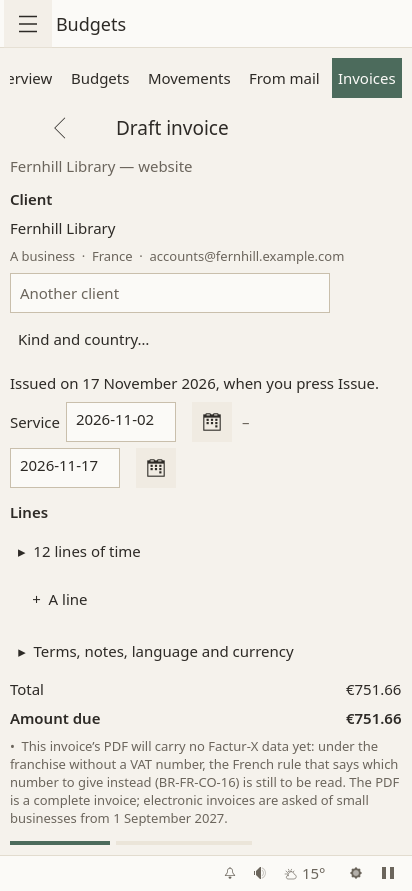 Budgets
erview Budgets Movements From mail Invoices
Draft invoice
Fernhill Library — website
Client
Fernhill Library
A business · France · accounts@fernhill.example.com
Another client
Kind and country...
Issued on 17 November 2026, when you press Issue.
Service 2026-11-02 –
2026-11-17
Lines
▸ 12 lines of time
+ A line
▸ Terms, notes, language and currency
Total €751.66
Amount due €751.66
• This invoice’s PDF will carry no Factur-X data yet: under the
franchise without a VAT number, the French rule that says which
number to give instead (BR-FR-CO-16) is still to be read. The PDF
is a complete invoice; electronic invoices are asked of small
businesses from 1 September 2027.
15°